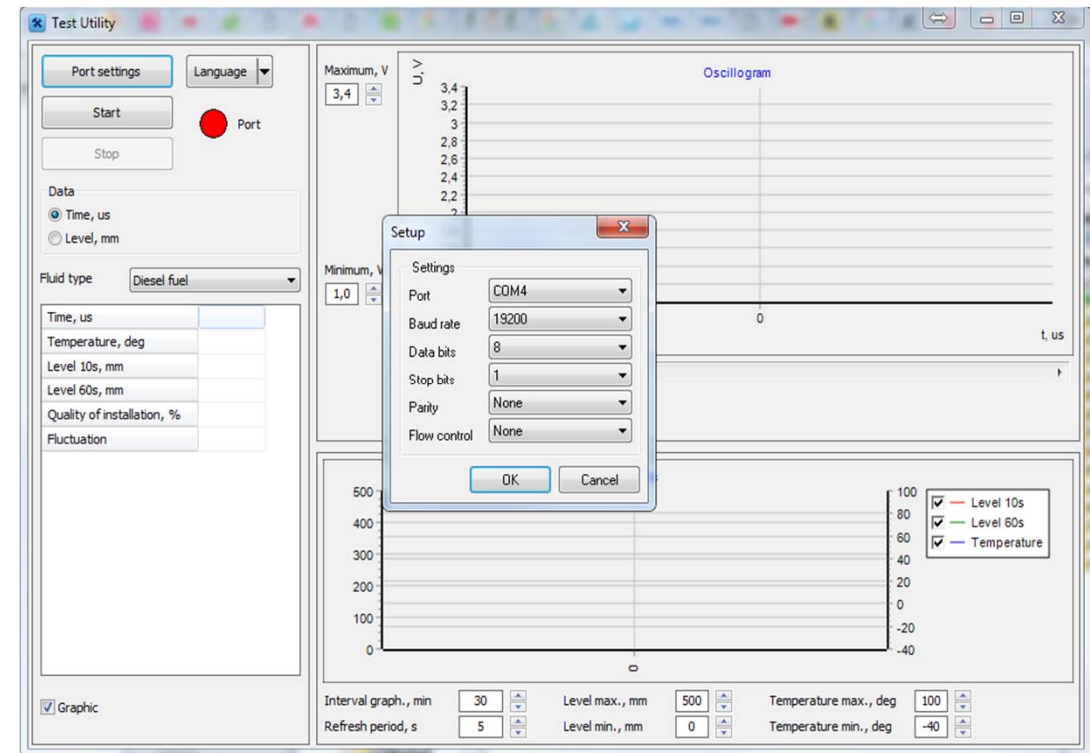 Test Utility
Port settings
Language
Start
Port
Stop
Data
Time, us
Level, mm
Fluid type
Diesel fuel
Time, us
Temperature, deg
Level 10s, mm
Level 60s, mm
Quality of installation, %
Fluctuation
Graphic
Maximum, V
3,4
Minimum, V
1,0
U, V
Oscillogram
3,4
3,2
3
2,8
2,6
2,4
2,2
2
0
t, us
Setup
Settings
Port COM4
Baud rate 19200
Data bits 8
Stop bits 1
Parity None
Flow control None
OK Cancel
500
400
300
200
100
0
0
100
80
60
40
20
0
-20
-40
Level 10s
Level 60s
Temperature
Interval graph., min 30 Level max., mm 500 Temperature max., deg 100
Refresh period, s 5 Level min., mm 0 Temperature min., deg -40